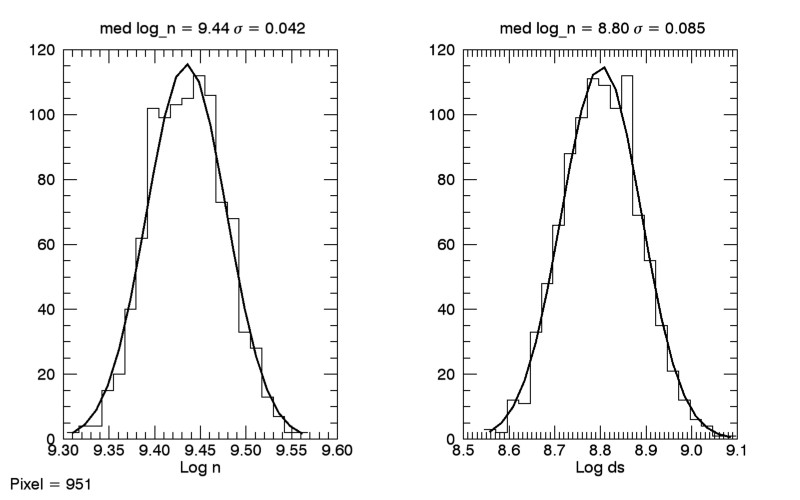 med log_n = 9.44 σ = 0.042
120
100
80
60
40
20
0
9.30 9.35 9.40 9.45 9.50 9.55 9.60
Log n
med log_n = 8.80 σ = 0.085
120
100
80
60
40
20
0
8.5 8.6 8.7 8.8 8.9 9.0 9.1
Log ds
Pixel = 951